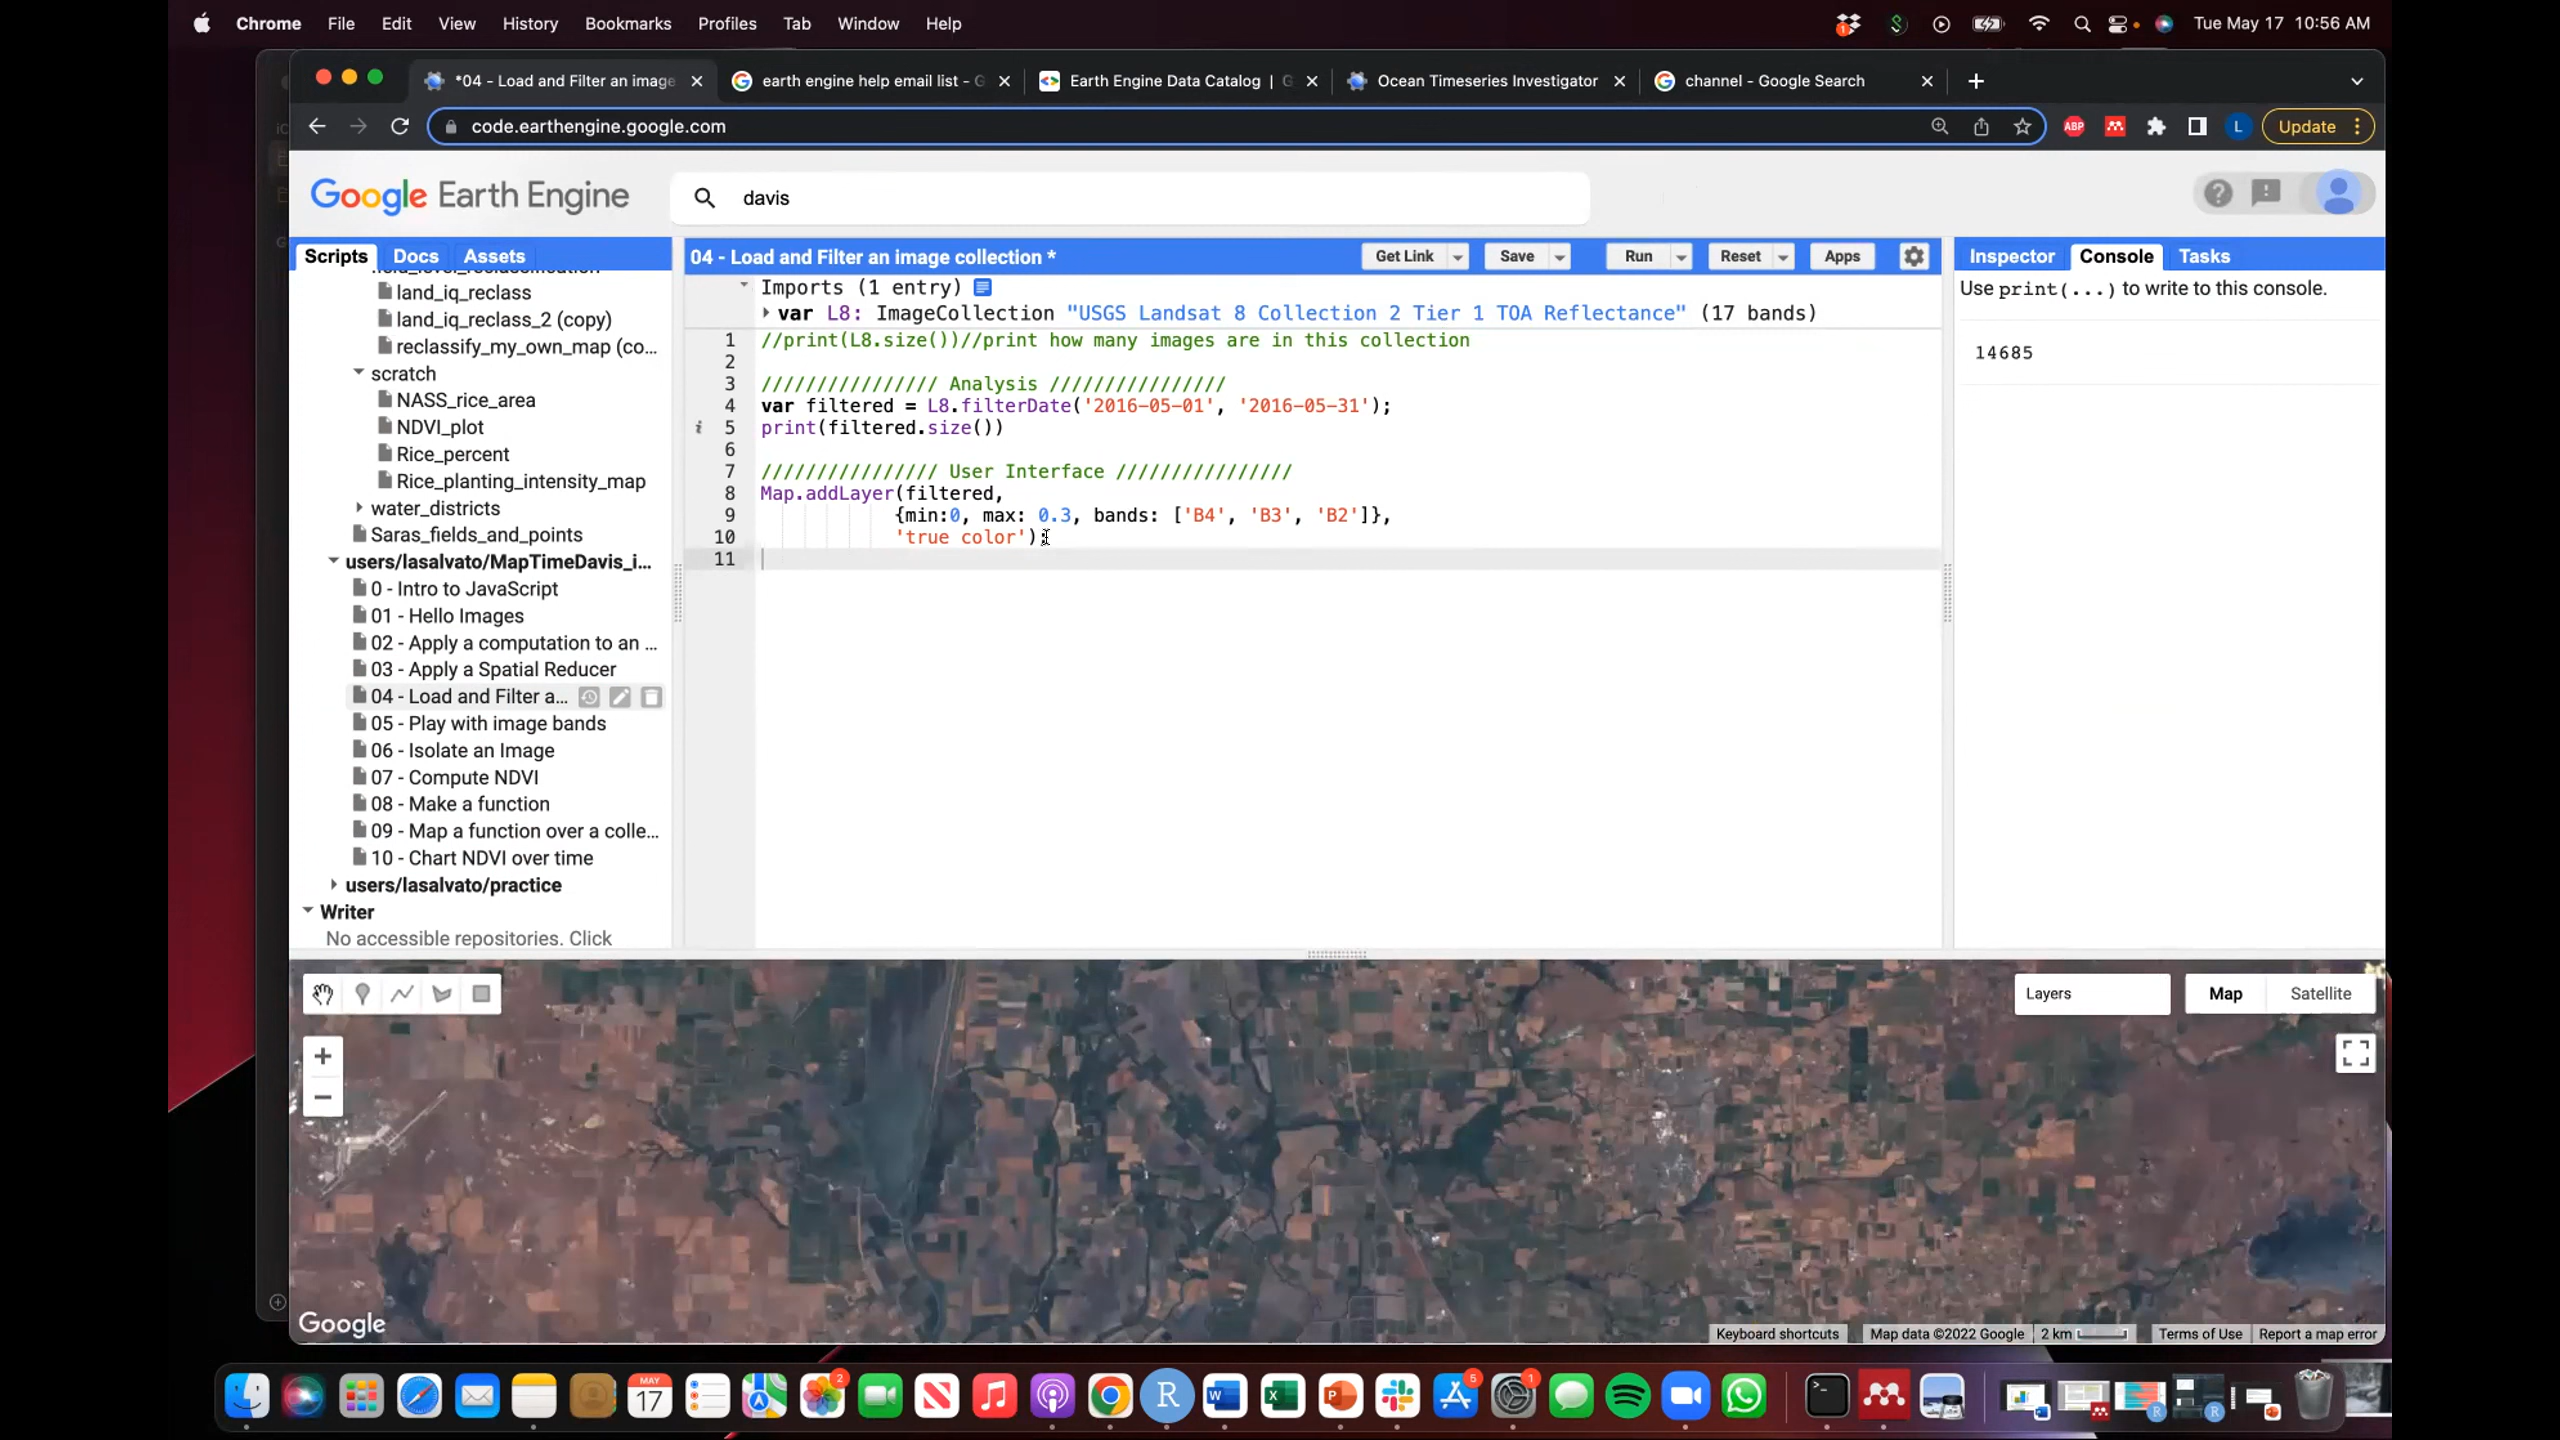 Chrome File Edit View History Bookmarks Profiles Tab Window Help
1
Tue May 17 10:56 AM
*04 - Load and Filter an image
earth engine help email list - G
Earth Engine Data Catalog | G
Ocean Timeseries Investigator
channel - Google Search
code.earthengine.google.com
ABP
L
Update
Google Earth Engine
davis
Scripts Docs Assets
04 - Load and Filter an image collection *
Get Link Save Run Reset Apps
Inspector Console Tasks
land_iq_reclass
land_iq_reclass_2 (copy)
reclassify_my_own_map (co...
scratch
NASS_rice_area
NDVI_plot
Rice_percent
Rice_planting_intensity_map
water_districts
Saras_fields_and_points
users/lasalvato/MapTimeDavis_i...
0 - Intro to JavaScript
01 - Hello Images
02 - Apply a computation to an ...
03 - Apply a Spatial Reducer
04 - Load and Filter a...
05 - Play with image bands
06 - Isolate an Image
07 - Compute NDVI
08 - Make a function
09 - Map a function over a colle...
10 - Chart NDVI over time
users/lasalvato/practice
Writer
No accessible repositories. Click
Imports (1 entry)
var L8: ImageCollection "USGS Landsat 8 Collection 2 Tier 1 TOA Reflectance" (17 bands)
1 //print(L8.size())//print how many images are in this collection
2
3 //////////////// Analysis ////////////////
4 var filtered = L8.filterDate('2016-05-01', '2016-05-31');
i 5 print(filtered.size())
6
7 //////////////// User Interface ////////////////
8 Map.addLayer(filtered,
9 {min:0, max: 0.3, bands: ['B4', 'B3', 'B2']},
10 'true color');
11
Use print(...) to write to this console.
14685
Layers
Map Satellite
+
−
Google
Keyboard shortcuts
Map data ©2022 Google
2 km
Terms of Use
Report a map error
MAY
17
2
R
W
X
P
5
1